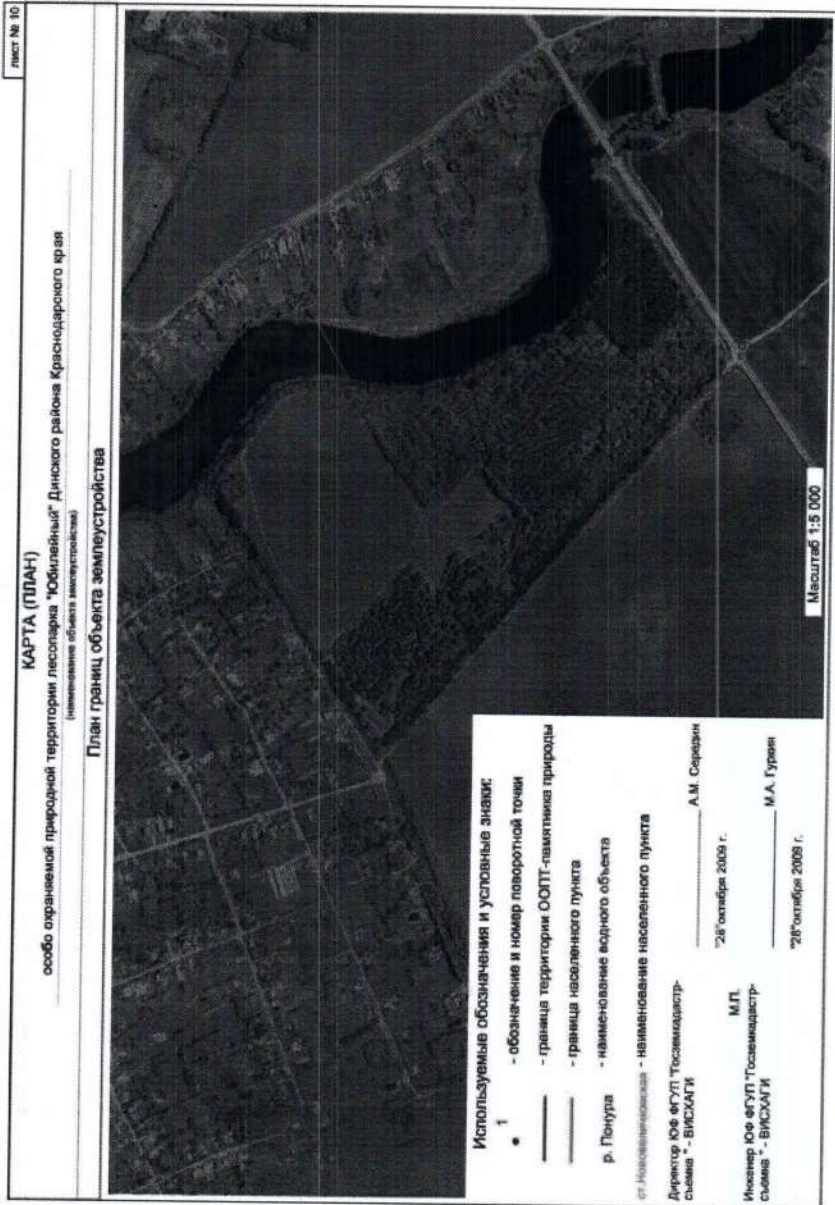 лист № 10
КАРТА (ПЛАН)
особо охраняемой природной территории лесопарка "Юбилейный" Динского района Краснодарского края
(наименование объекта землеустройства)
План границ объекта землеустройства
Масштаб 1:5 000
Используемые обозначения и условные знаки:
1 - обозначение и номер поворотной точки
- граница территории ООПТ-памятника природы
- граница населенного пункта
р. Понура - наименование водного объекта
ст. Нововеличковская - наименование населенного пункта
Директор ЮФ ФГУП "Госземкадастр-
съемка" - ВИСХАГИ А.М. Середин
"28"октября 2009 г.
М.П.
Инженер ЮФ ФГУП "Госземкадастр-
съемка" - ВИСХАГИ М.А. Гуркин
"28"октября 2009 г.